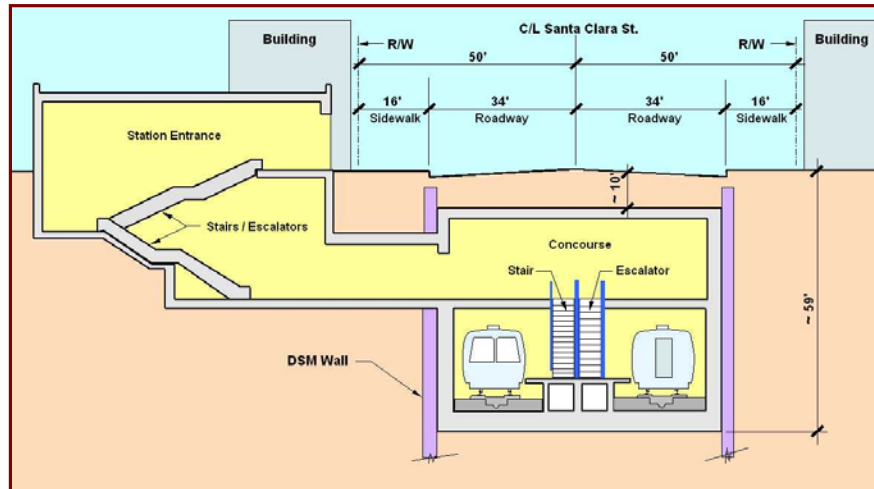 C/L Santa Clara St.
Building
R/W
R/W
Building
50'
50'
16'
34'
34'
16'
Sidewalk
Roadway
Roadway
Sidewalk
Station Entrance
~ 10'
Stairs / Escalators
Concourse
Stair
Escalator
~ 59'
DSM Wall